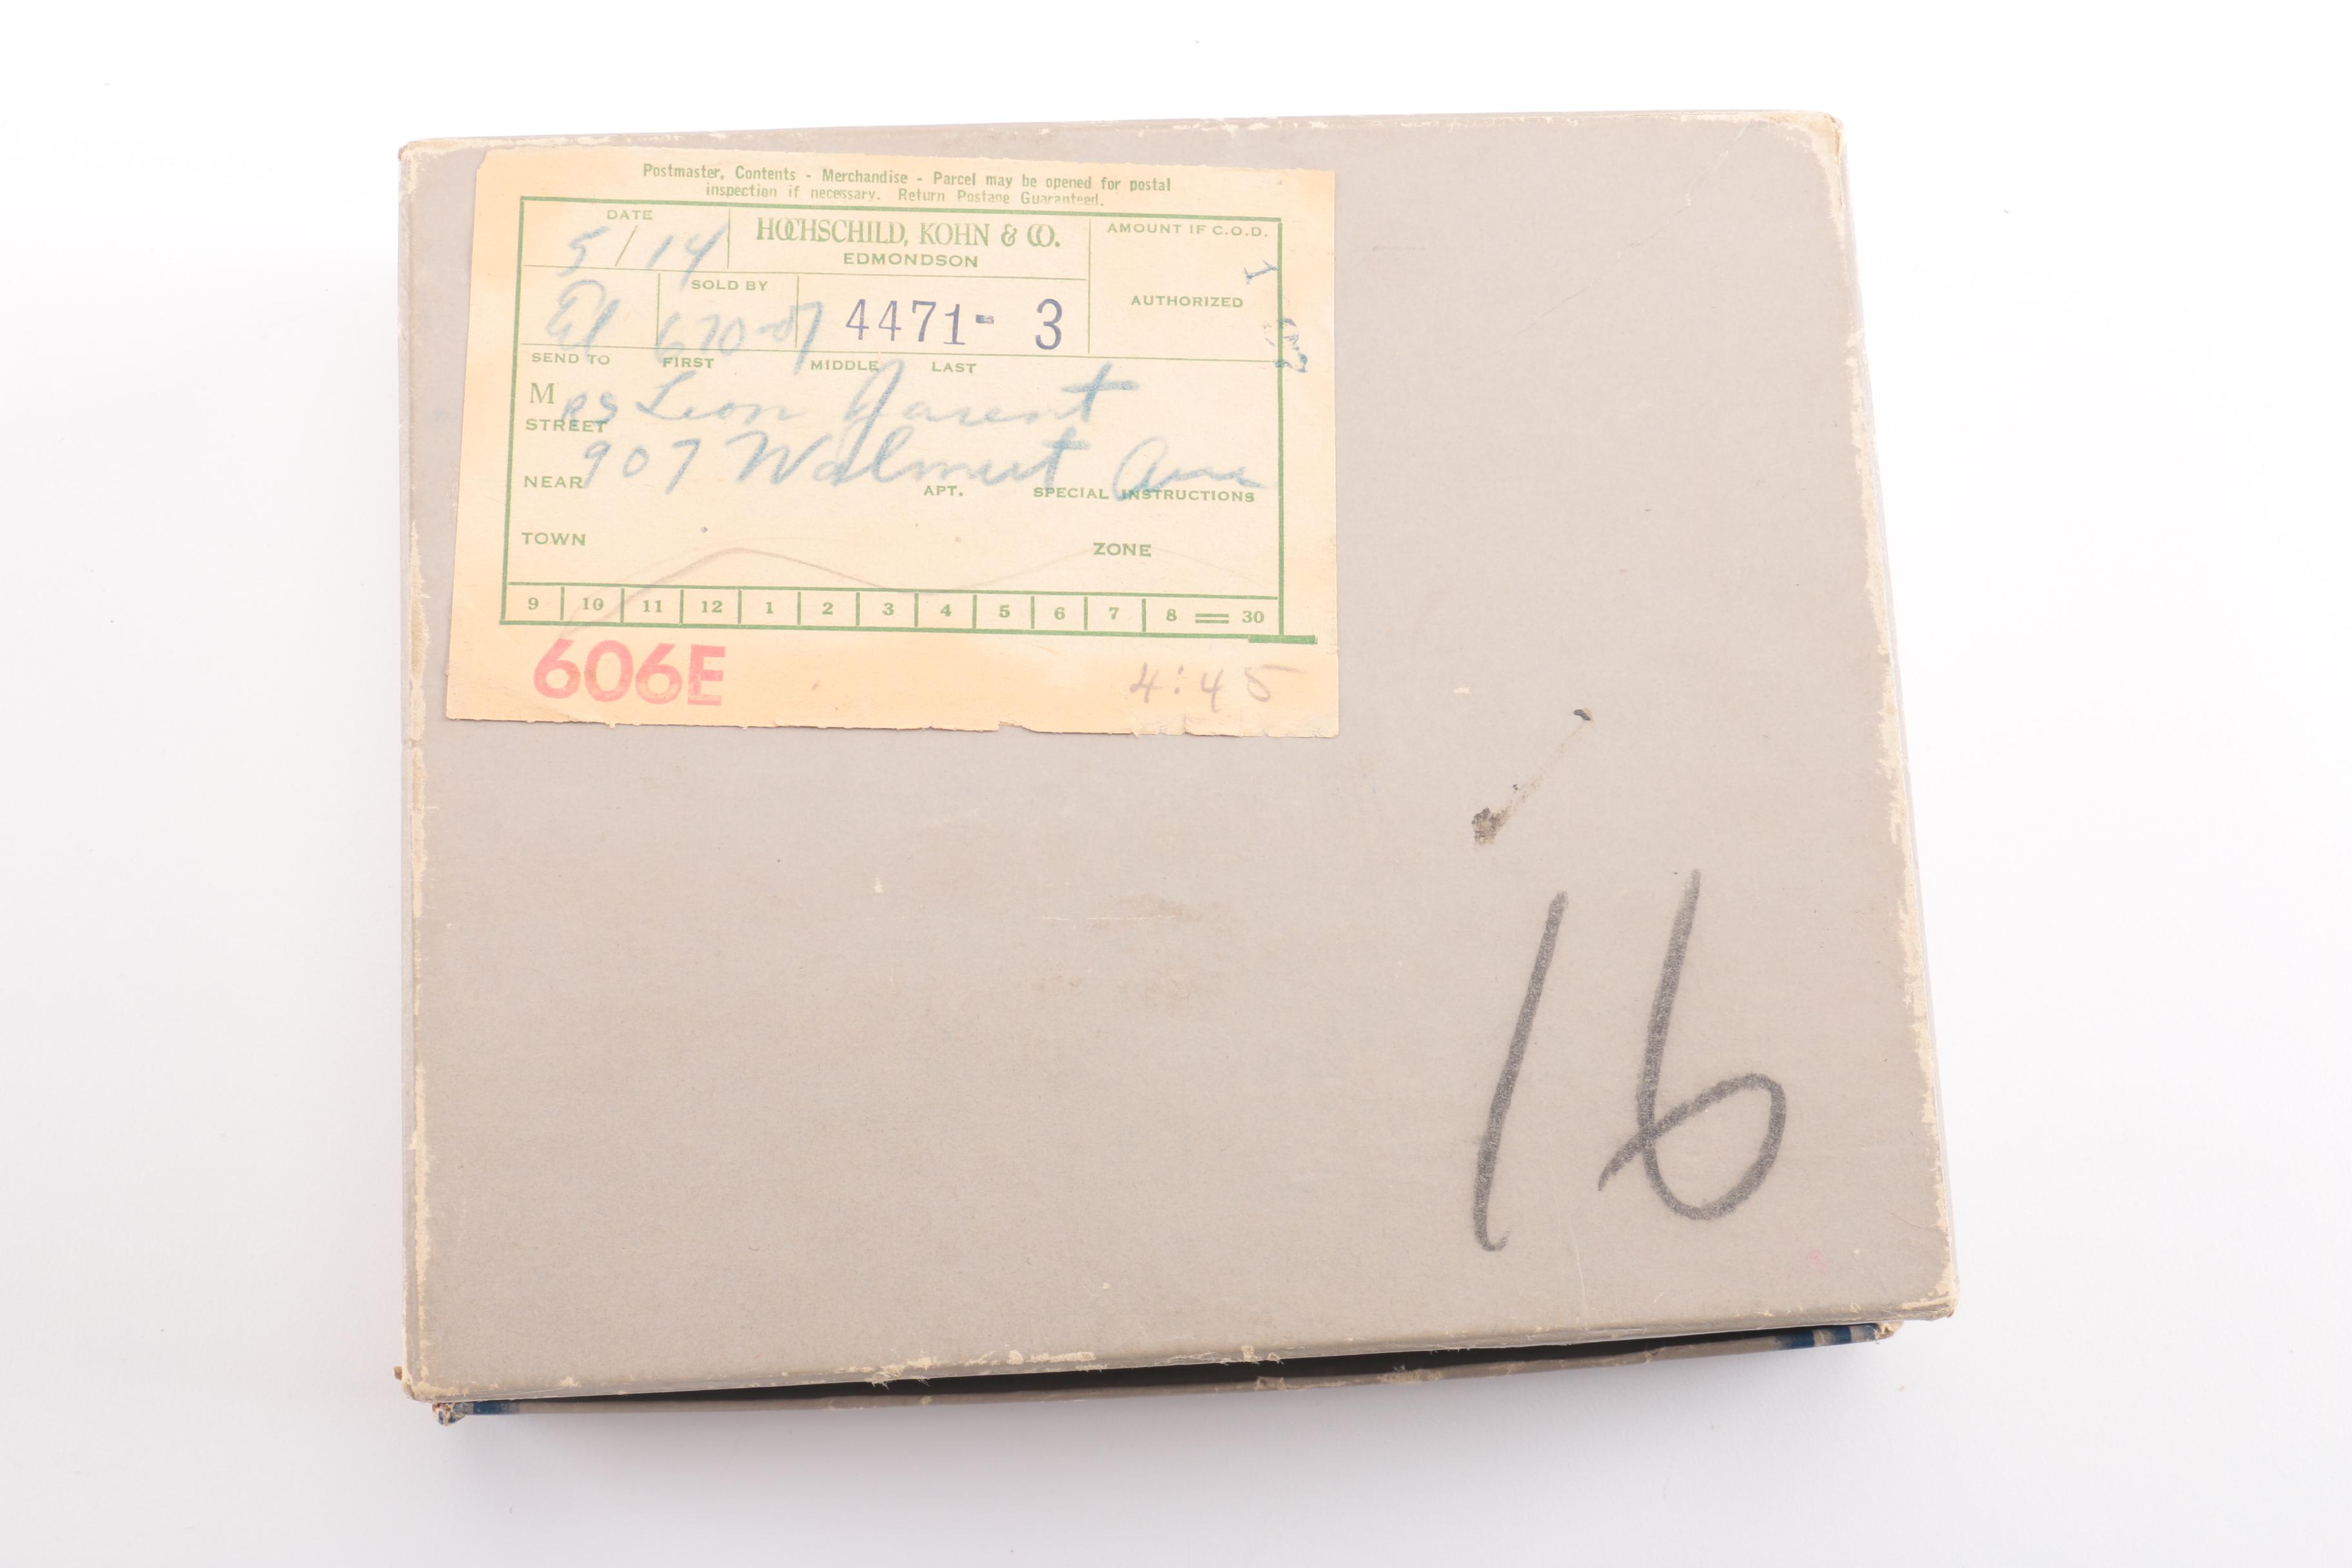 Postmaster, Contents - Merchandise - Parcel may be opened for postal
inspection if necessary. Return Postage Guaranteed.
DATE
5/14
HOCHSCHILD, KOHN & CO.
EDMONDSON
AMOUNT IF C.O.D.
AUTHORIZED
SOLD BY
670-07
4471- 3
SEND TO FIRST MIDDLE LAST
MRS Leon
STREET
907 Walnut Ave
NEAR APT. SPECIAL INSTRUCTIONS
TOWN ZONE
9 10 11 12 1 2 3 4 5 6 7 8 = 30
606E
4:45
16